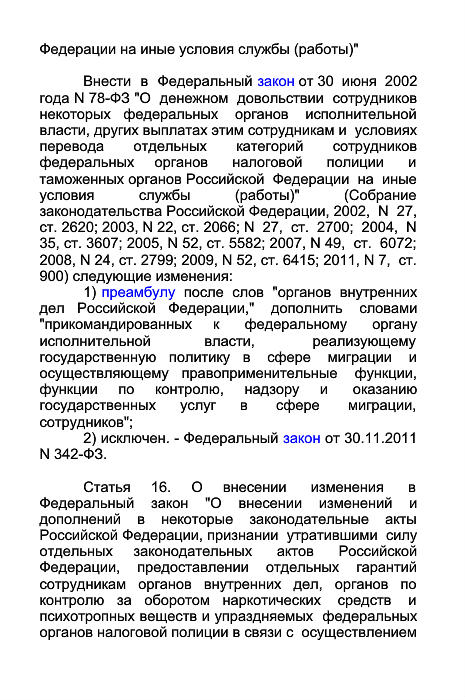 Федерации на иные условия службы (работы)"
Внести в Федеральный закон от 30 июня 2002
года N 78-ФЗ "О денежном довольствии сотрудников
некоторых федеральных органов исполнительной
власти, других выплатах этим сотрудникам и условиях
перевода отдельных категорий сотрудников
федеральных органов налоговой полиции и
таможенных органов Российской Федерации на иные
условия службы (работы)" (Собрание
законодательства Российской Федерации, 2002, N 27,
ст. 2620; 2003, N 22, ст. 2066; N 27, ст. 2700; 2004, N
35, ст. 3607; 2005, N 52, ст. 5582; 2007, N 49, ст. 6072;
2008, N 24, ст. 2799; 2009, N 52, ст. 6415; 2011, N 7, ст.
900) следующие изменения:
1) преамбулу после слов "органов внутренних
дел Российской Федерации," дополнить словами
"прикомандированных к федеральному органу
исполнительной власти, реализующему
государственную политику в сфере миграции и
осуществляющему правоприменительные функции,
функции по контролю, надзору и оказанию
государственных услуг в сфере миграции,
сотрудников";
2) исключен. - Федеральный закон от 30.11.2011
N 342-ФЗ.
Статья 16. О внесении изменения в
Федеральный закон "О внесении изменений и
дополнений в некоторые законодательные акты
Российской Федерации, признании утратившими силу
отдельных законодательных актов Российской
Федерации, предоставлении отдельных гарантий
сотрудникам органов внутренних дел, органов по
контролю за оборотом наркотических средств и
психотропных веществ и упраздняемых федеральных
органов налоговой полиции в связи с осуществлением